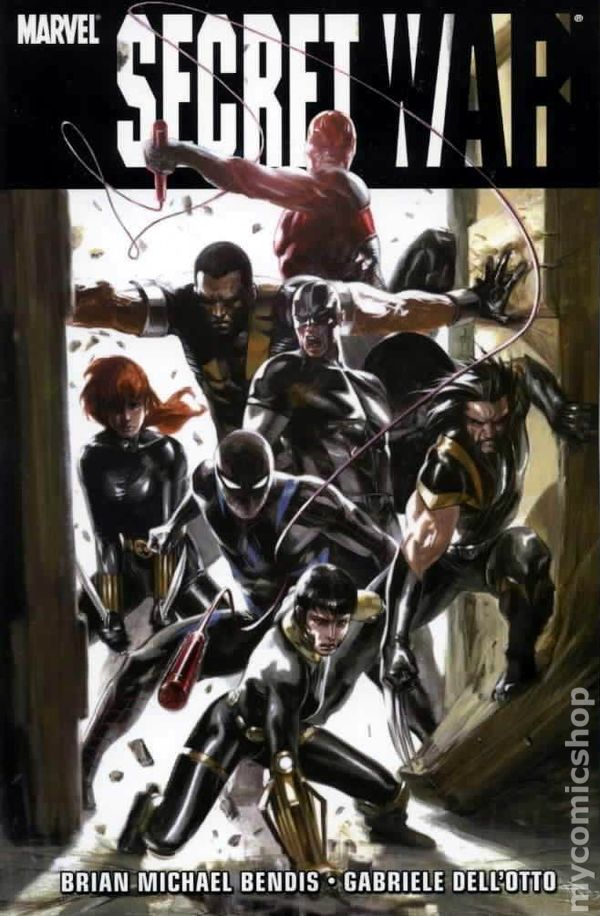 MARVEL®
SECRET WAR®
BRIAN MICHAEL BENDIS • GABRIELE DELL'OTTO
mycomicshop